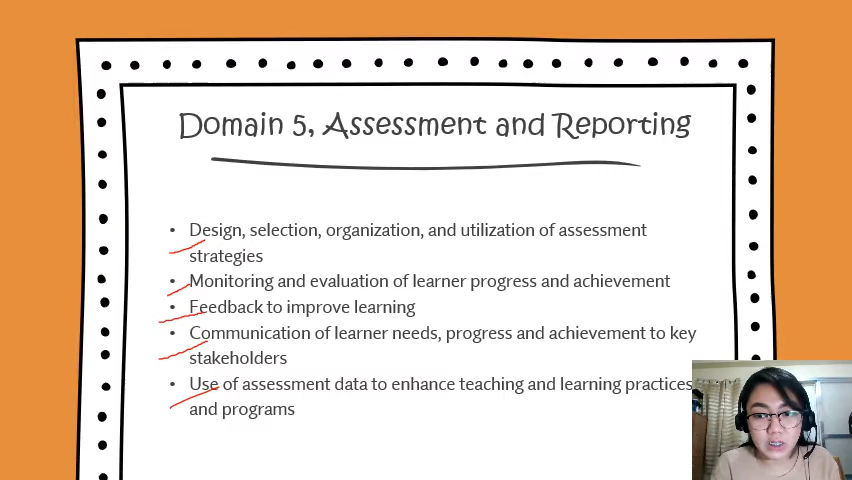 Domain 5, Assessment and Reporting
• Design, selection, organization, and utilization of assessment
strategies
• Monitoring and evaluation of learner progress and achievement
• Feedback to improve learning
• Communication of learner needs, progress and achievement to key
stakeholders
• Use of assessment data to enhance teaching and learning practices
and programs